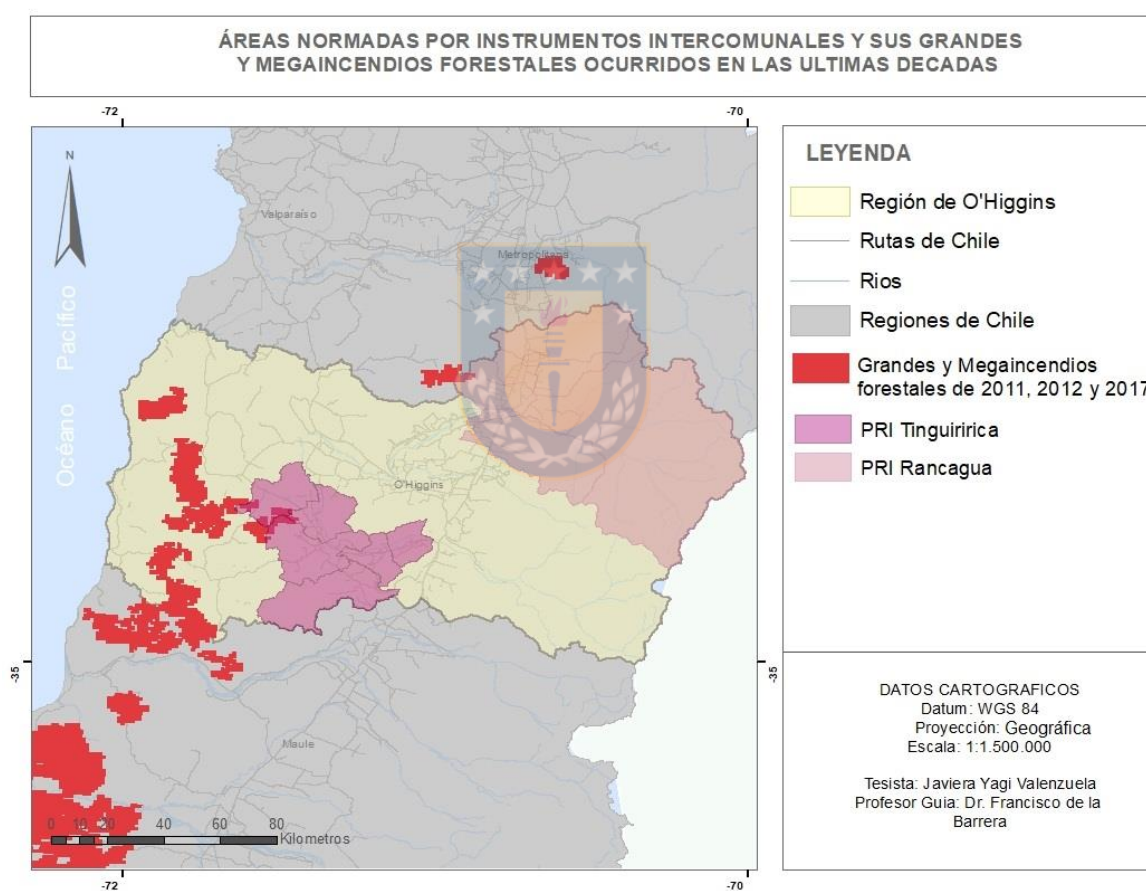 ÁREAS NORMADAS POR INSTRUMENTOS INTERCOMUNALES Y SUS GRANDES
Y MEGAINCENDIOS FORESTALES OCURRIDOS EN LAS ULTIMAS DECADAS
-72
-70
N
Valparaíso
Metropolitana
Océano Pacífico
O'Higgins
Maule
-35
-35
0 10 20 40 60 80
Kilometros
-72
-70
LEYENDA
Región de O'Higgins
Rutas de Chile
Rios
Regiones de Chile
Grandes y Megaincendios
forestales de 2011, 2012 y 2017
PRI Tinguiririca
PRI Rancagua
DATOS CARTOGRAFICOS
Datum: WGS 84
Proyección: Geográfica
Escala: 1:1.500.000
Tesista: Javiera Yagi Valenzuela
Profesor Guia: Dr. Francisco de la
Barrera